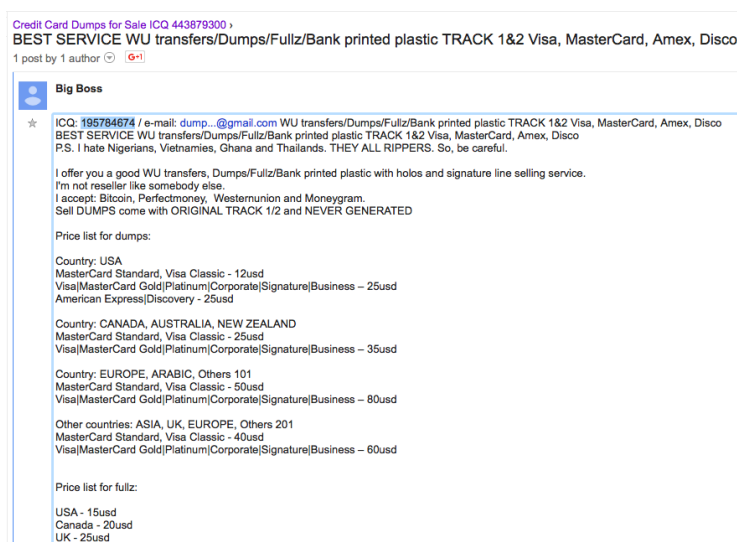 Credit Card Dumps for Sale ICQ 443879300 ›
BEST SERVICE WU transfers/Dumps/Fullz/Bank printed plastic TRACK 1&2 Visa, MasterCard, Amex, Disco
1 post by 1 author
G+1
Big Boss
ICQ: 195784674 / e-mail: dump...@gmail.com WU transfers/Dumps/Fullz/Bank printed plastic TRACK 1&2 Visa, MasterCard, Amex, Disco
BEST SERVICE WU transfers/Dumps/Fullz/Bank printed plastic TRACK 1&2 Visa, MasterCard, Amex, Disco
P.S. I hate Nigerians, Vietnamies, Ghana and Thailands. THEY ALL RIPPERS. So, be careful.
I offer you a good WU transfers, Dumps/Fullz/Bank printed plastic with holos and signature line selling service.
I'm not reseller like somebody else.
I accept: Bitcoin, Perfectmoney, Westernunion and Moneygram.
Sell DUMPS come with ORIGINAL TRACK 1/2 and NEVER GENERATED
Price list for dumps:
Country: USA
MasterCard Standard, Visa Classic - 12usd
Visa|MasterCard Gold|Platinum|Corporate|Signature|Business – 25usd
American Express|Discovery - 25usd
Country: CANADA, AUSTRALIA, NEW ZEALAND
MasterCard Standard, Visa Classic - 25usd
Visa|MasterCard Gold|Platinum|Corporate|Signature|Business – 35usd
Country: EUROPE, ARABIC, Others 101
MasterCard Standard, Visa Classic - 50usd
Visa|MasterCard Gold|Platinum|Corporate|Signature|Business – 80usd
Other countries: ASIA, UK, EUROPE, Others 201
MasterCard Standard, Visa Classic - 40usd
Visa|MasterCard Gold|Platinum|Corporate|Signature|Business – 60usd
Price list for fullz:
USA - 15usd
Canada - 20usd
UK - 25usd